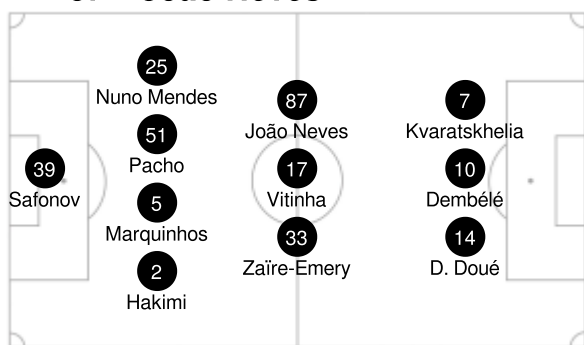 25
Nuno Mendes
87
João Neves
7
Kvaratskhelia
51
Pacho
39
Safonov
17
Vitinha
10
Dembélé
5
Marquinhos
33
Zaïre-Emery
14
D. Doué
2
Hakimi